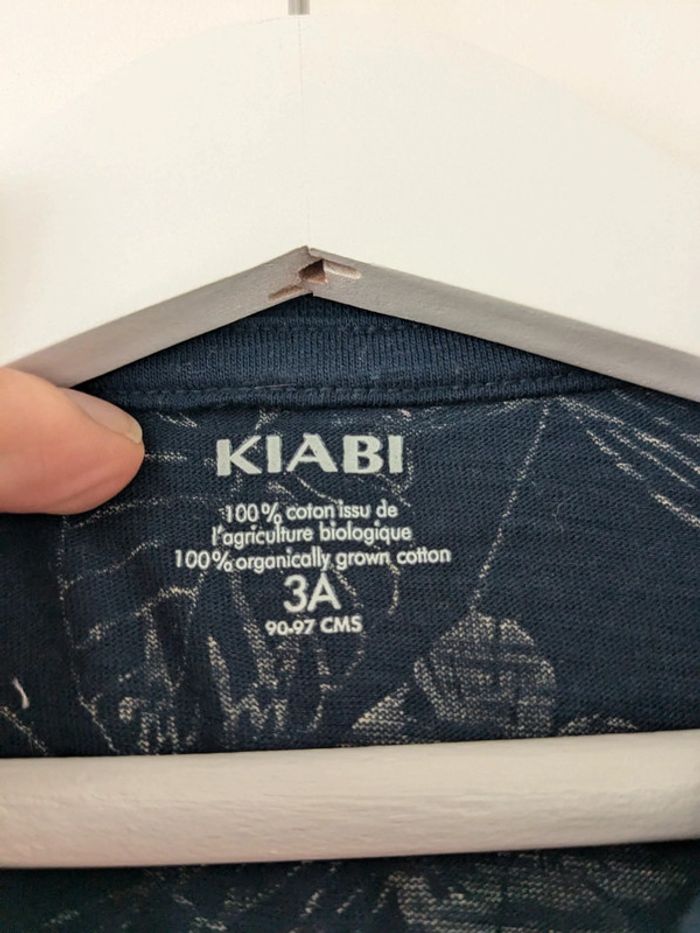 KIABI
100% coton issu de
l'agriculture biologique
100% organically grown cotton
3A
90-97 CMS